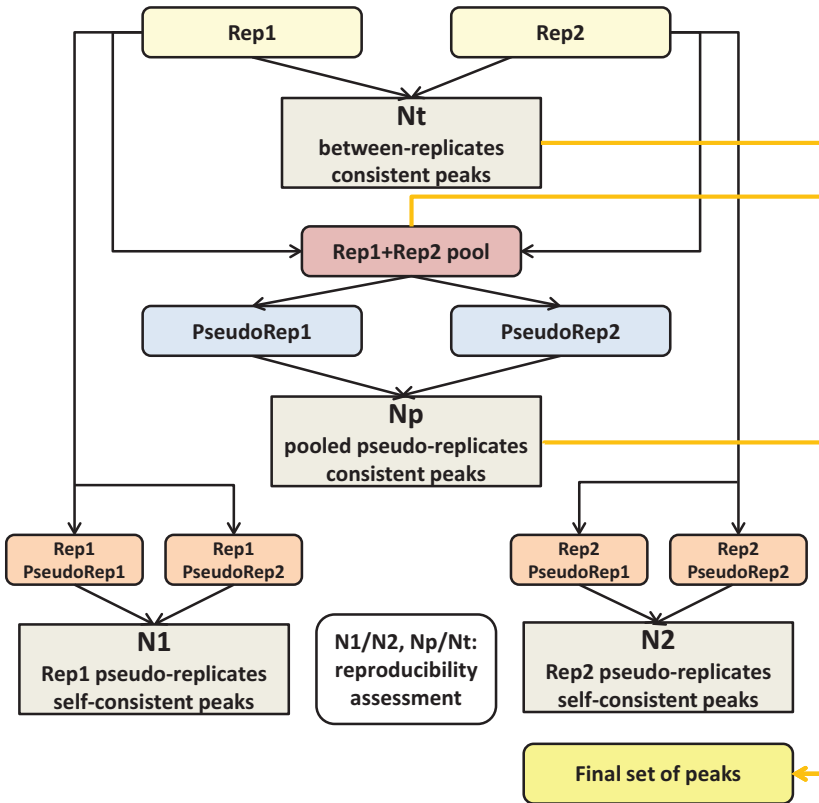 Rep1
Rep2
Nt
between-replicates
consistent peaks
Rep1+Rep2 pool
PseudoRep1
PseudoRep2
Np
pooled pseudo-replicates
consistent peaks
Rep1
PseudoRep1
Rep1
PseudoRep2
Rep2
PseudoRep1
Rep2
PseudoRep2
N1
Rep1 pseudo-replicates
self-consistent peaks
N1/N2, Np/Nt:
reproducibility
assessment
N2
Rep2 pseudo-replicates
self-consistent peaks
Final set of peaks